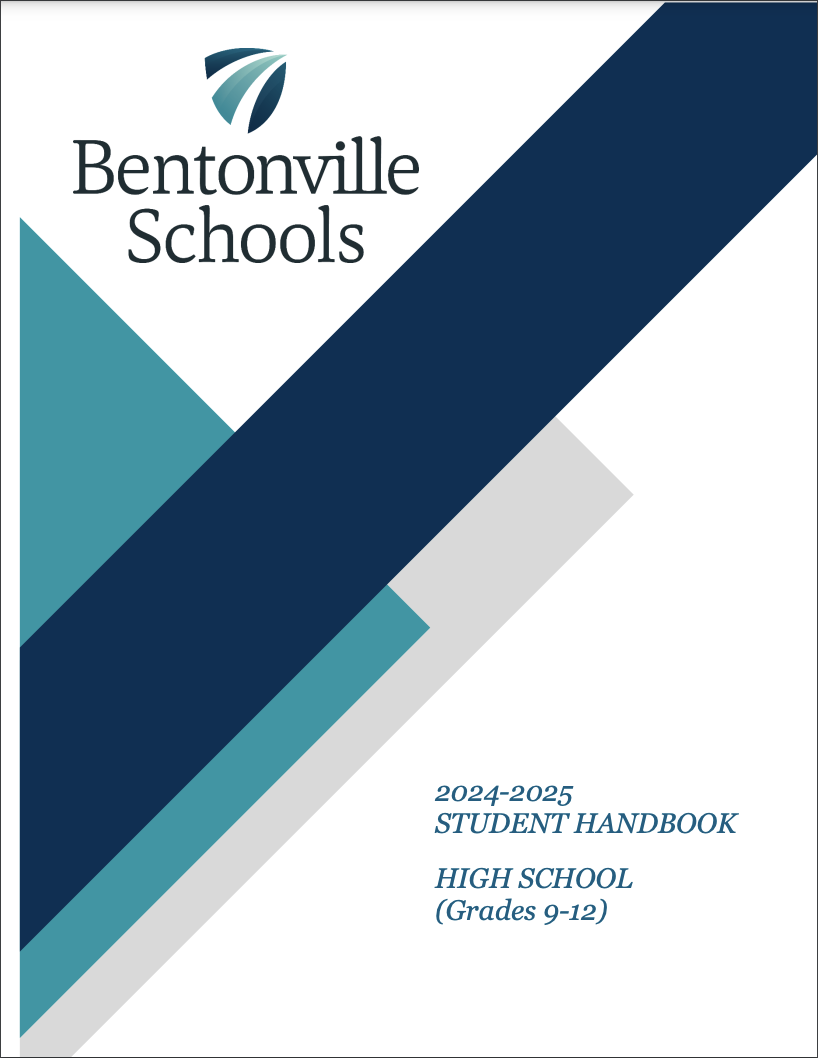 Bentonville
Schools
2024-2025
STUDENT HANDBOOK
HIGH SCHOOL
(Grades 9-12)